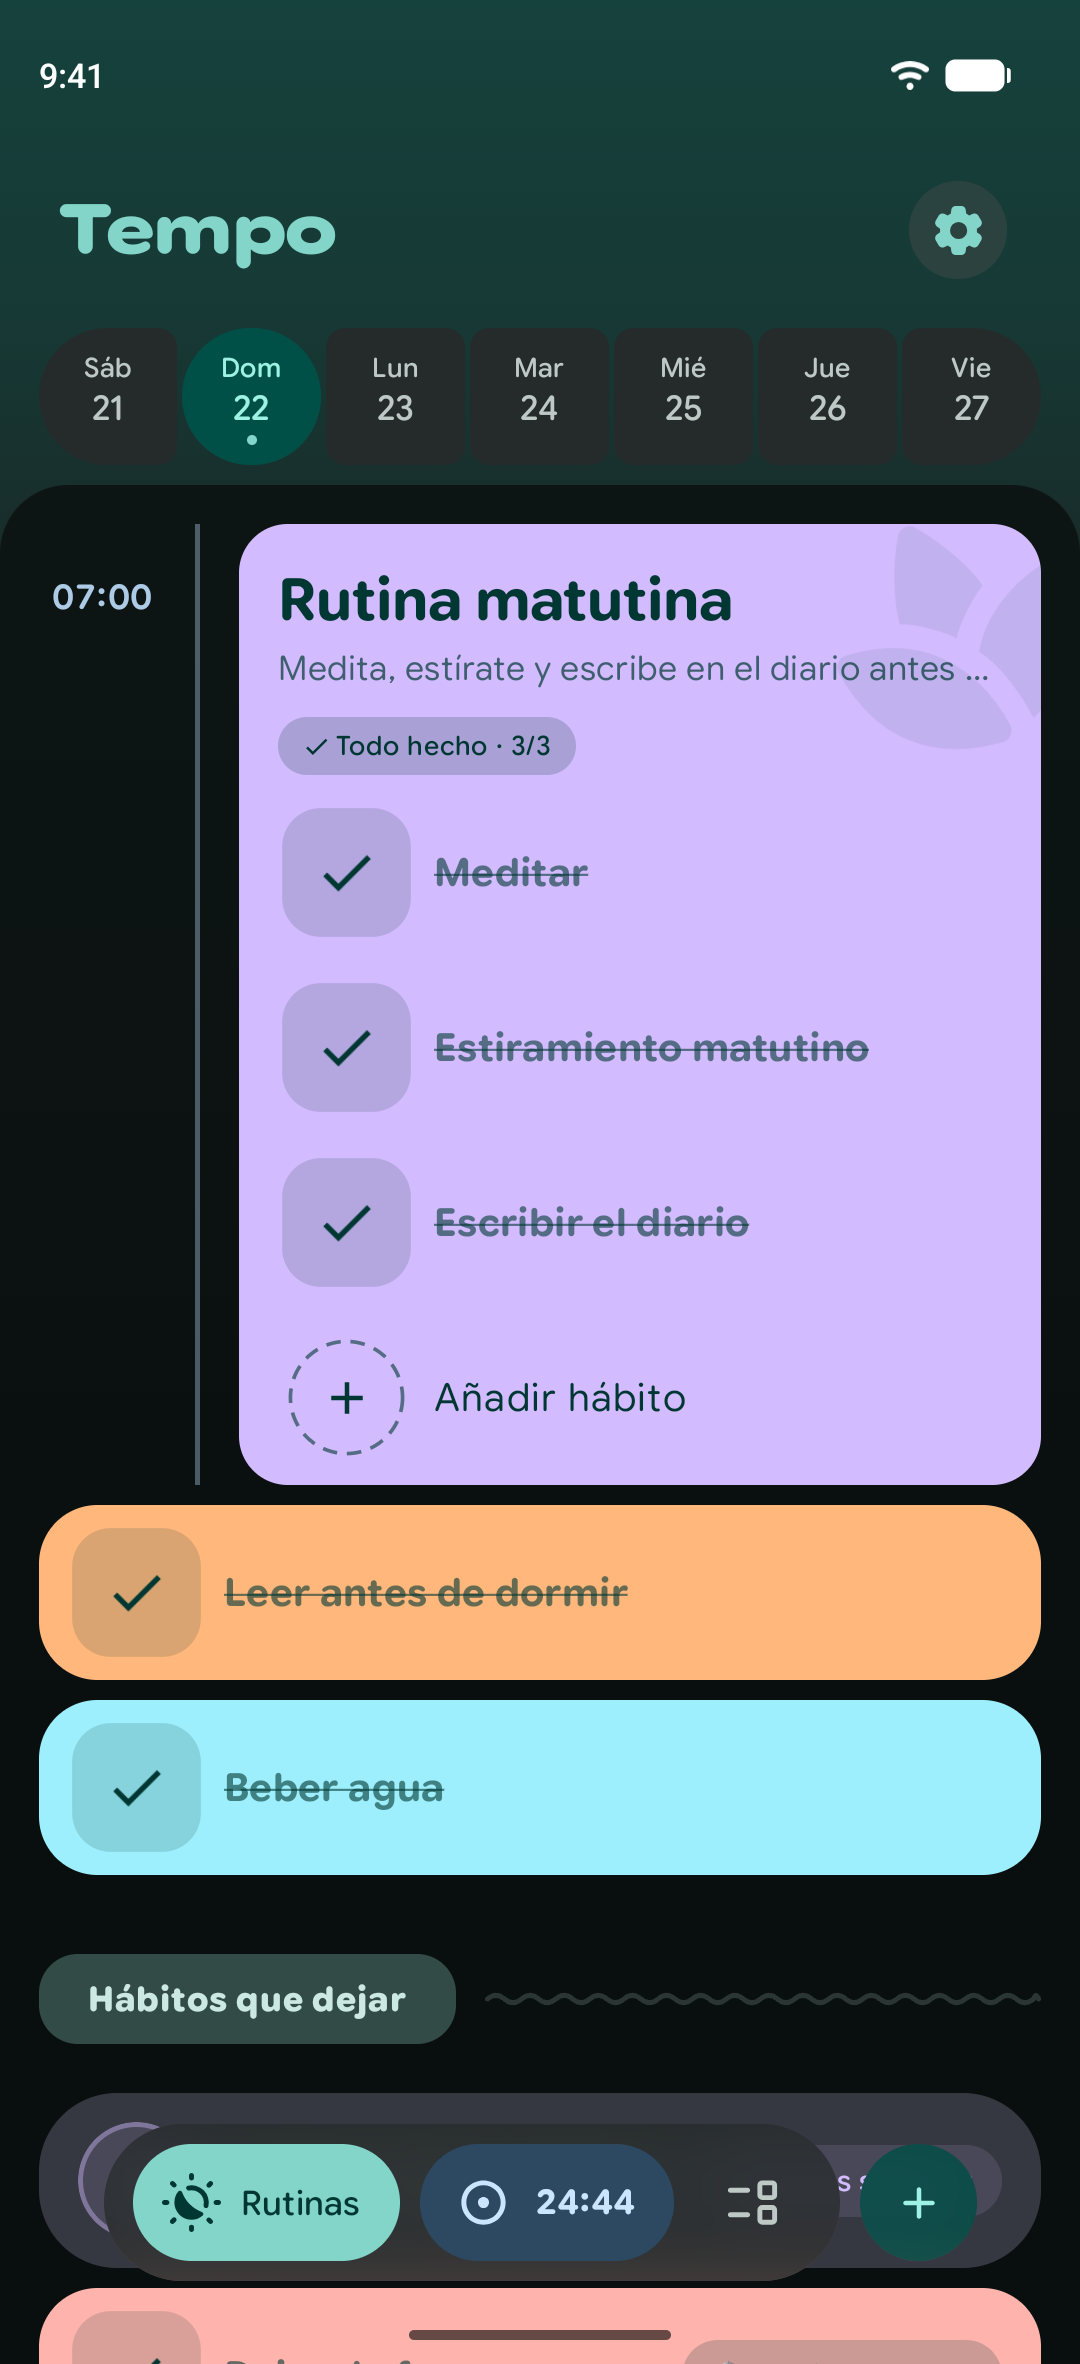 9:41
Tempo
Sáb Dom Lun Mar Mié Jue Vie
21 22 23 24 25 26 27
07:00
Rutina matutina
Medita, estírate y escribe en el diario antes ...
Todo hecho · 3/3
Meditar
Estiramiento matutino
Escribir el diario
Añadir hábito
Leer antes de dormir
Beber agua
Hábitos que dejar
Rutinas
24:44